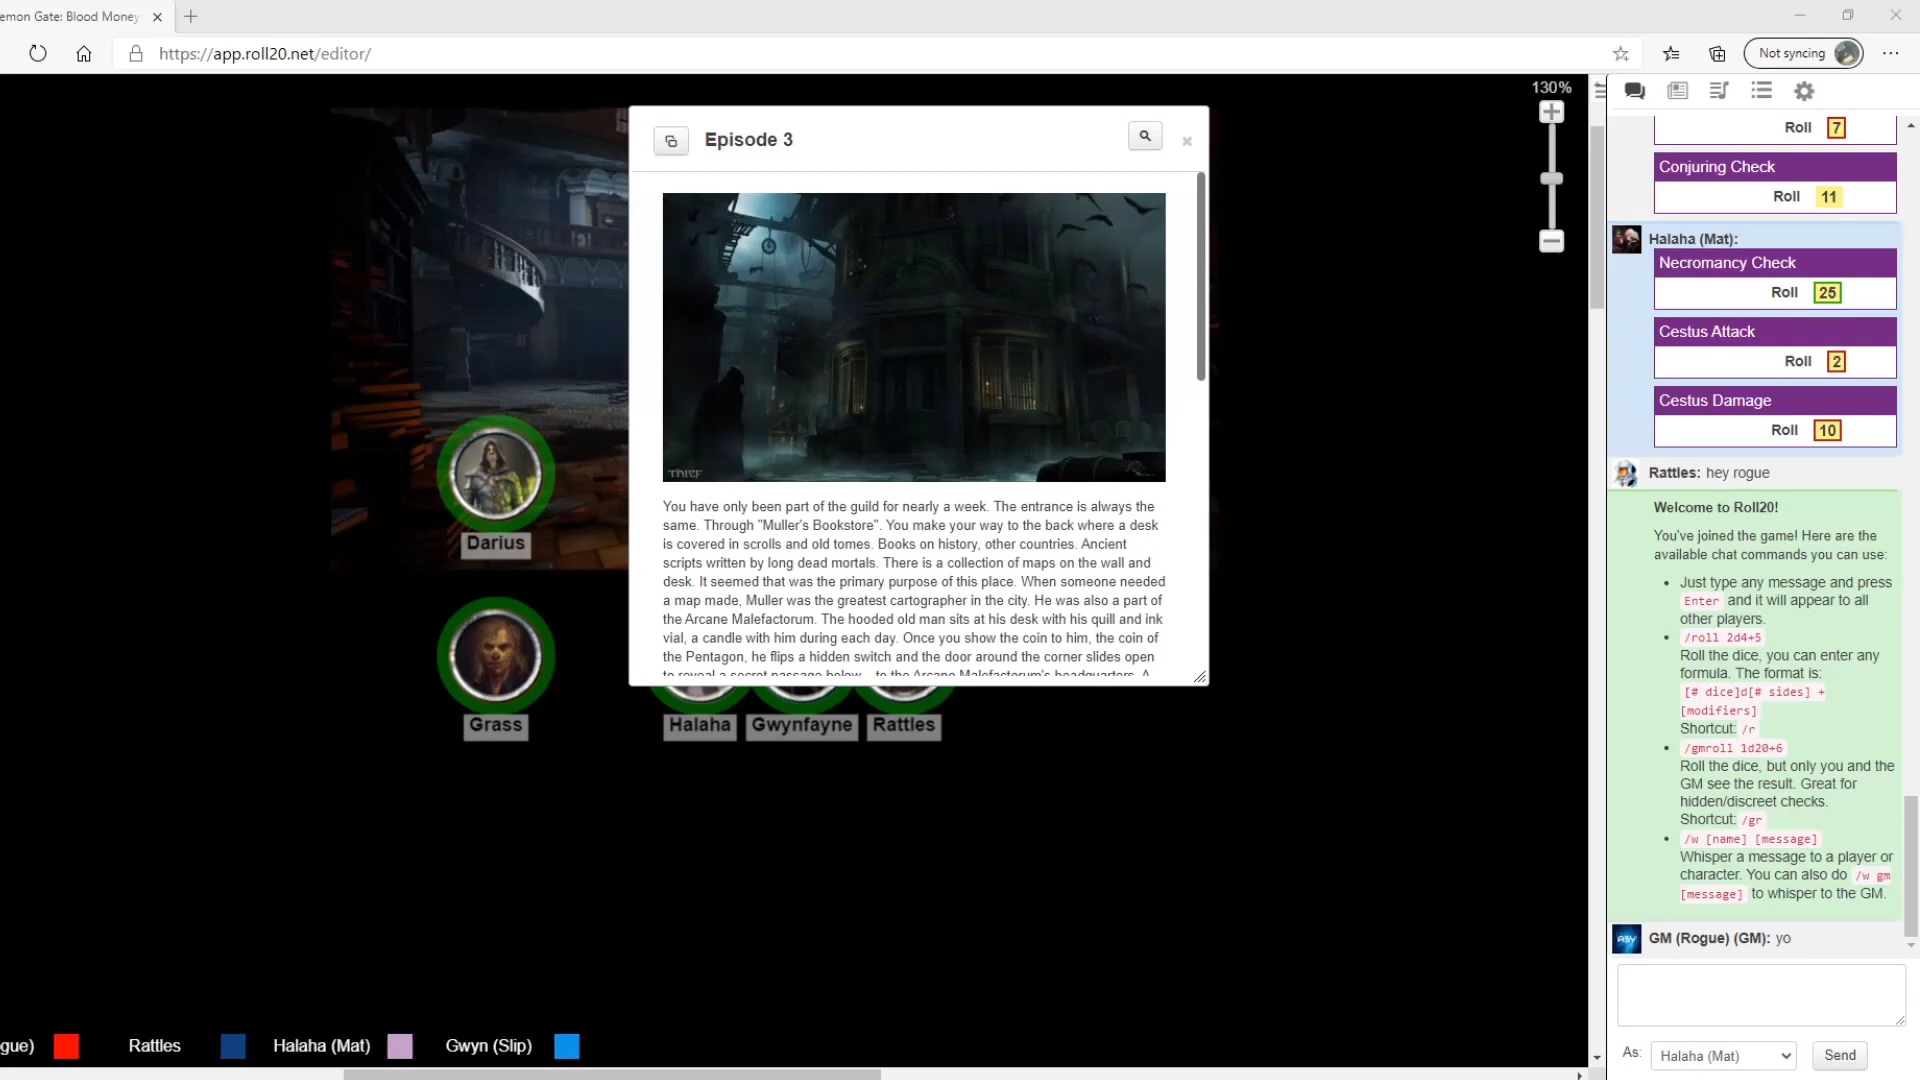 emon Gate: Blood Money
https://app.roll20.net/editor/
Not syncing
130%
Episode 3
THIEF
You have only been part of the guild for nearly a week. The entrance is always the
same. Through "Muller's Bookstore". You make your way to the back where a desk
is covered in scrolls and old tomes. Books on history, other countries. Ancient
scripts written by long dead mortals. There is a collection of maps on the wall and
desk. It seemed that was the primary purpose of this place. When someone needed
a map made, Muller was the greatest cartographer in the city. He was also a part of
the Arcane Malefactorum. The hooded old man sits at his desk with his quill and ink
vial, a candle with him during each day. Once you show the coin to him, the coin of
the Pentagon, he flips a hidden switch and the door around the corner slides open
to reveal a secret passage below... to the Arcane Malefactorum's headquarters. A
Darius
Grass
Halaha
Gwynfayne
Rattles
gue)
Rattles
Halaha (Mat)
Gwyn (Slip)
Roll 7
Conjuring Check
Roll 11
Halaha (Mat):
Necromancy Check
Roll 25
Cestus Attack
Roll 2
Cestus Damage
Roll 10
Rattles: hey rogue
Welcome to Roll20!
You've joined the game! Here are the
available chat commands you can use:
• Just type any message and press
Enter and it will appear to all
other players.
• /roll 2d4+5
Roll the dice, you can enter any
formula. The format is:
[# dice]d[# sides] +
[modifiers]
Shortcut: /r
• /gmroll 1d20+6
Roll the dice, but only you and the
GM see the result. Great for
hidden/discreet checks.
Shortcut: /gr
• /w [name] [message]
Whisper a message to a player or
character. You can also do /w gm
[message] to whisper to the GM.
ASY
GM (Rogue) (GM): yo
As: Halaha (Mat)
Send